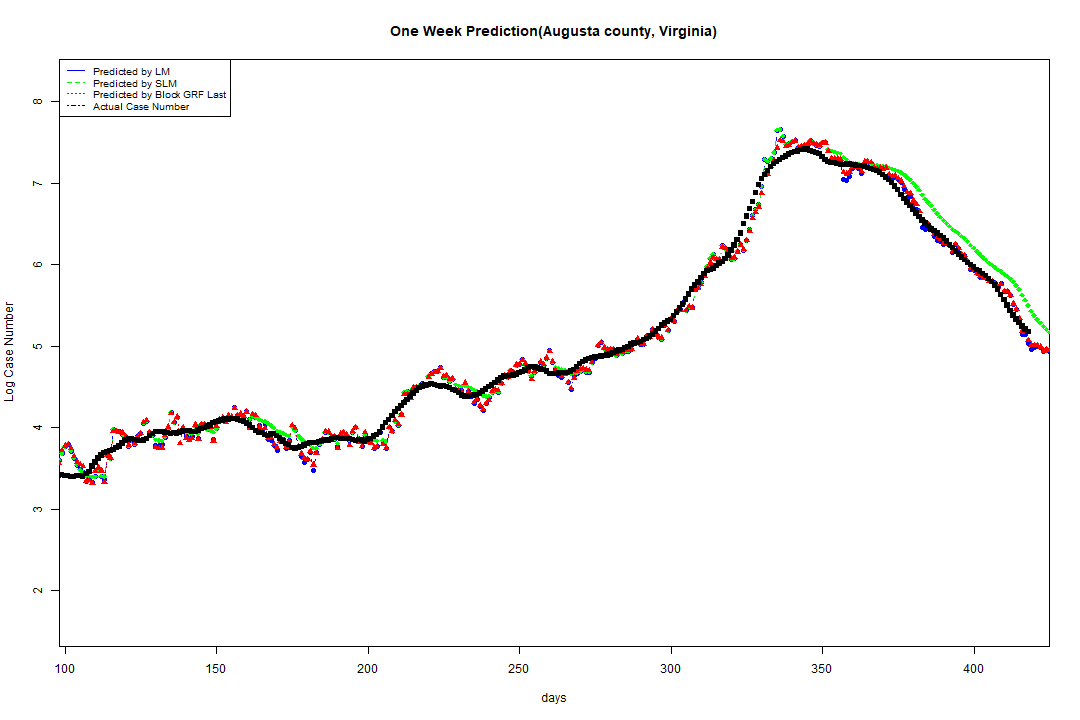 One Week Prediction(Augusta county, Virginia)
Predicted by LM
Predicted by SLM
Predicted by Block GRF Last
Actual Case Number
8
7
6
5
4
3
2
Log Case Number
100 150 200 250 300 350 400
days